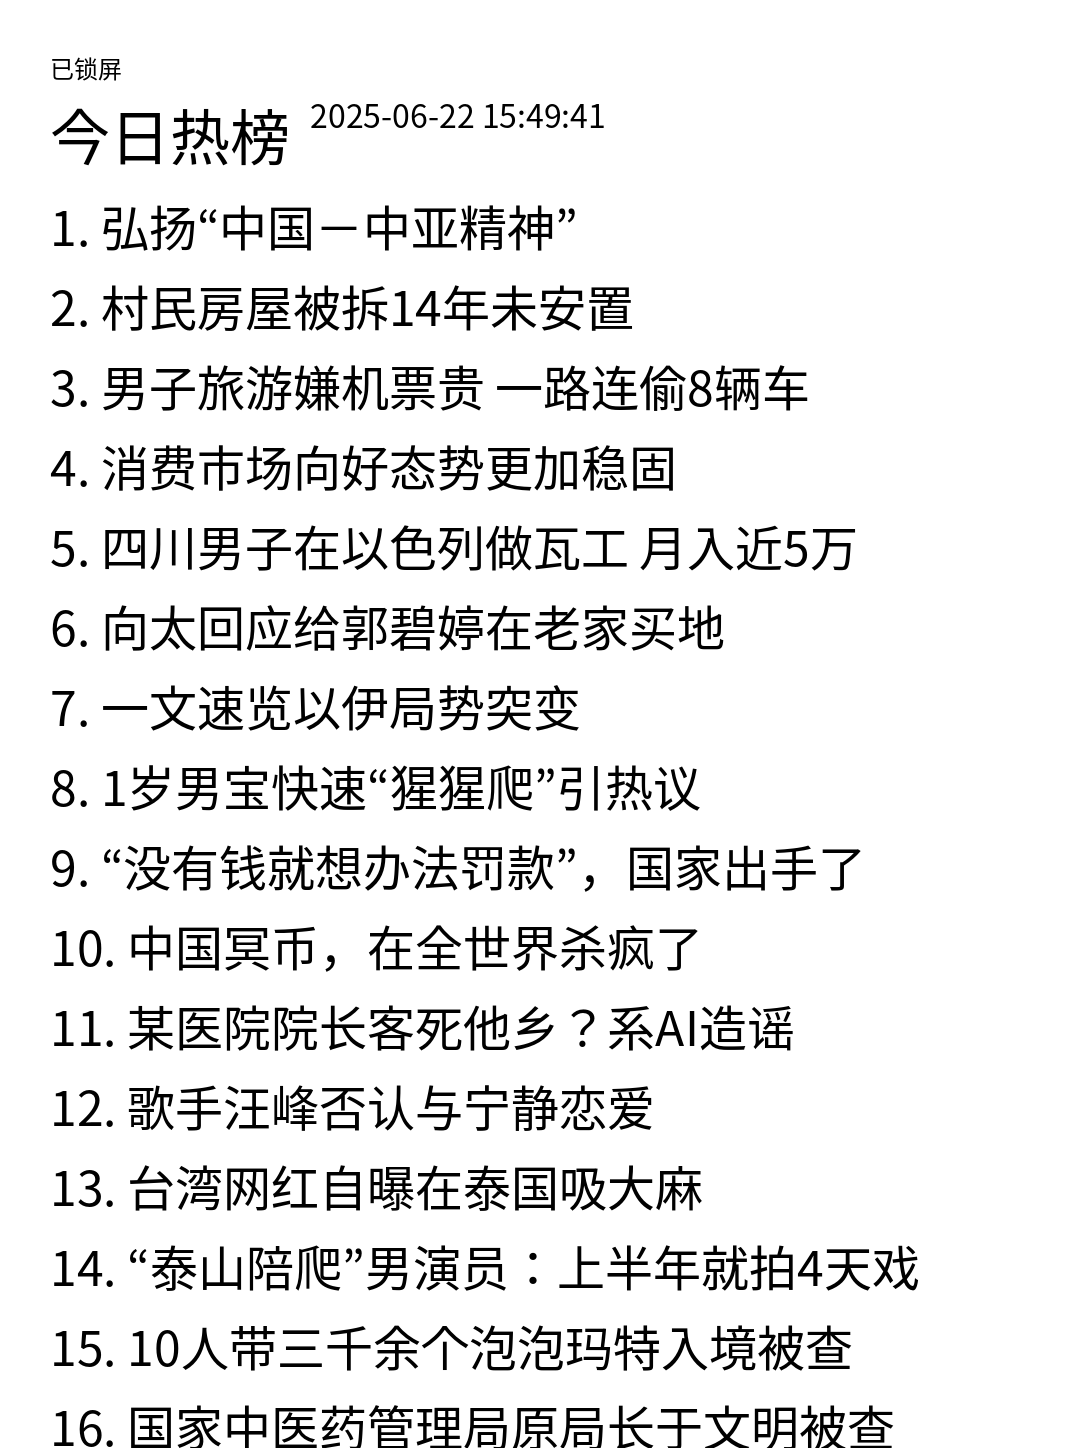 已锁屏
今日热榜 2025-06-22 15:49:41
1. 弘扬“中国－中亚精神”
2. 村民房屋被拆14年未安置
3. 男子旅游嫌机票贵 一路连偷8辆车
4. 消费市场向好态势更加稳固
5. 四川男子在以色列做瓦工 月入近5万
6. 向太回应给郭碧婷在老家买地
7. 一文速览以伊局势突变
8. 1岁男宝快速“猩猩爬”引热议
9. “没有钱就想办法罚款”，国家出手了
10. 中国冥币，在全世界杀疯了
11. 某医院院长客死他乡？系AI造谣
12. 歌手汪峰否认与宁静恋爱
13. 台湾网红自曝在泰国吸大麻
14. “泰山陪爬”男演员：上半年就拍4天戏
15. 10人带三千余个泡泡玛特入境被查
16. 国家中医药管理局原局长于文明被查